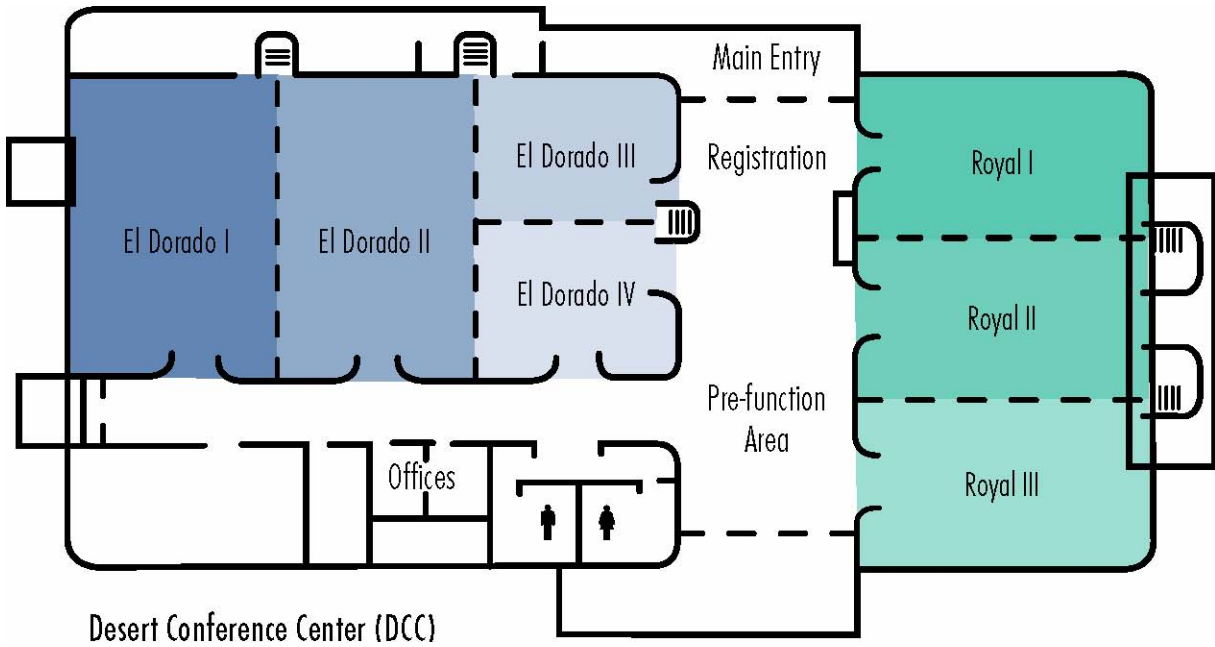 Main Entry
El Dorado III
Registration
Royal I
El Dorado I
El Dorado II
El Dorado IV
Royal II
Pre-function
Area
Offices
Royal III
Desert Conference Center (DCC)